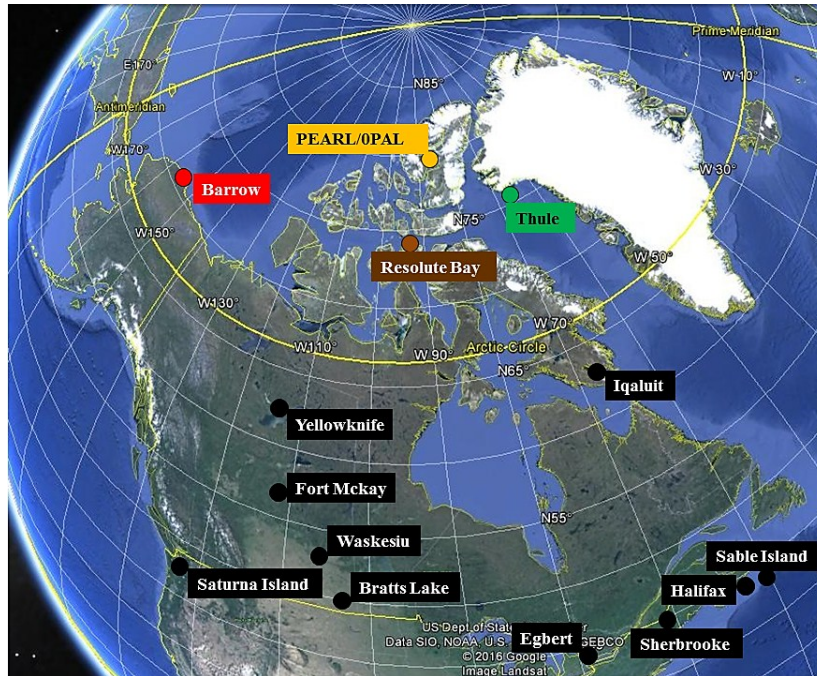 Prime Meridian
E170°
W 10°
N85°
Antimeridian
PEARL/0PAL
W170°
W 30°
Barrow
Thule
N75°
W150°
W 50°
Resolute Bay
W130°
W 70°
W110°
W 90°
Arctic Circle
N65°
Iqaluit
Yellowknife
Fort Mckay
N55°
Waskesiu
Sable Island
Saturna Island
Bratts Lake
Halifax
US Dept of State
Egbert
Data SIO, NOAA, U.S.
GEBCO
Sherbrooke
© 2016 Google
Image Landsat